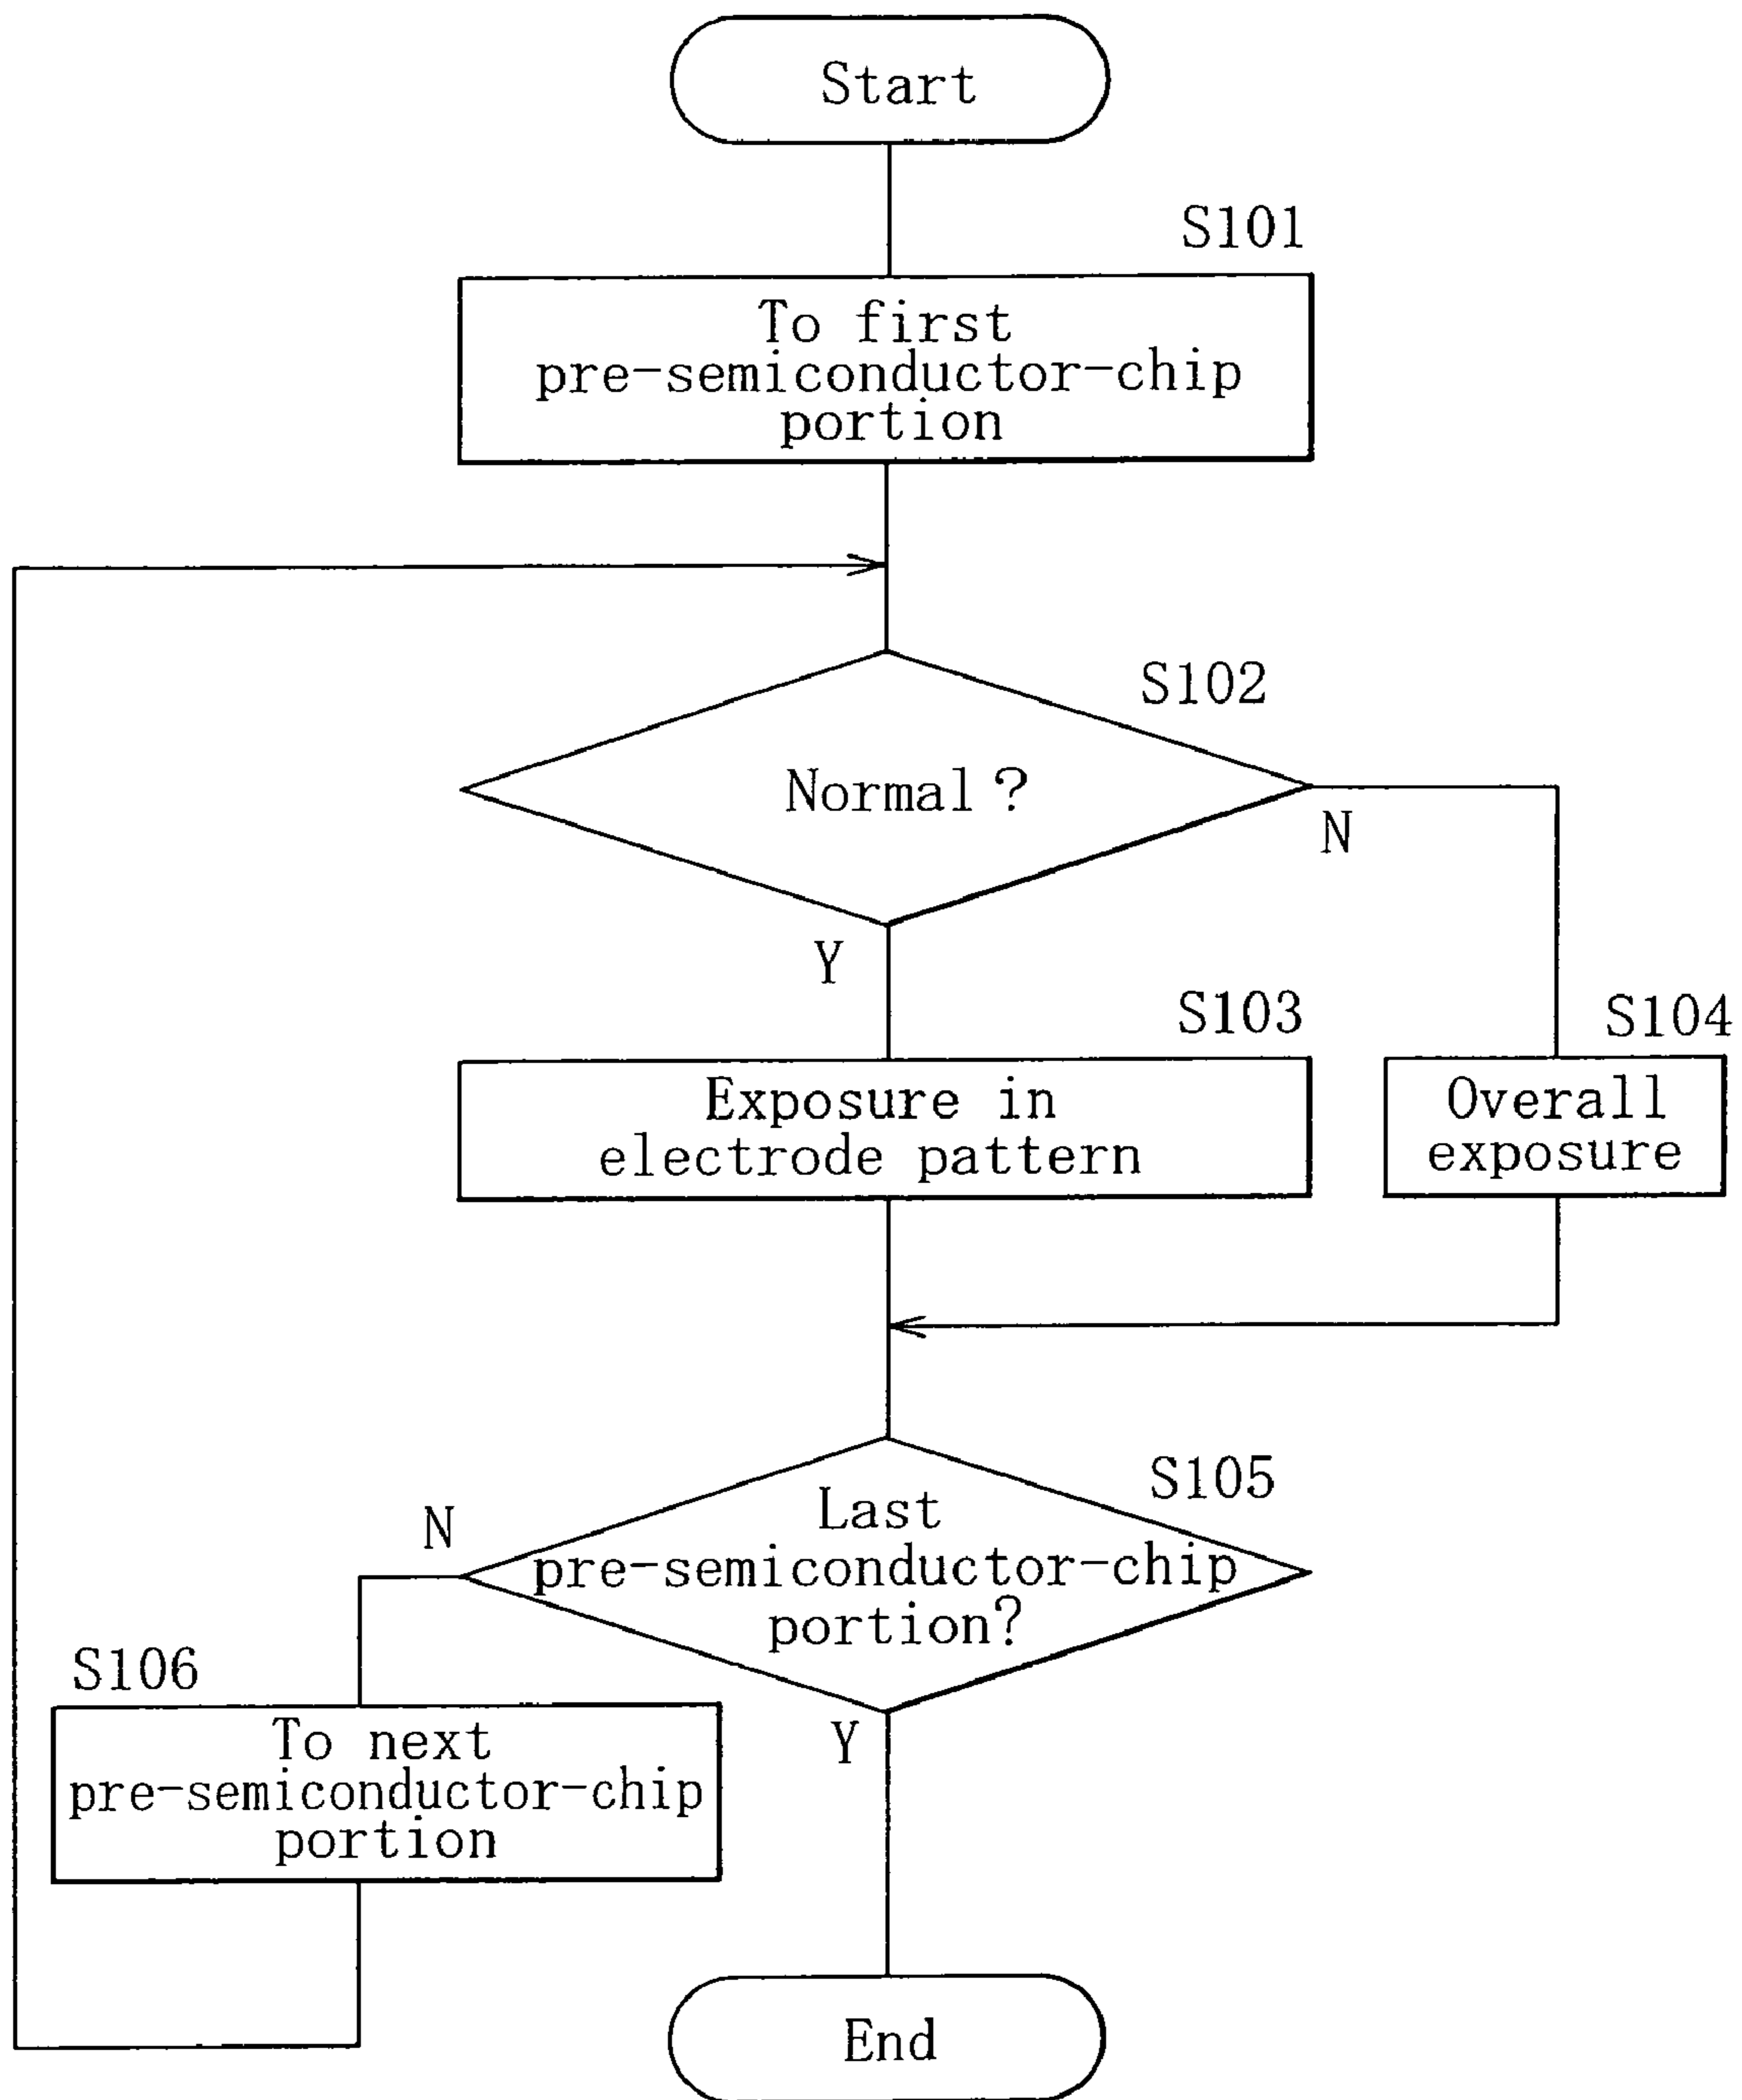 Start
S101
To first
pre-semiconductor-chip
portion
S102
Normal?
N
Y
S103
Exposure in
electrode pattern
S104
Overall
exposure
S105
Last
pre-semiconductor-chip
portion?
N
Y
S106
To next
pre-semiconductor-chip
portion
End